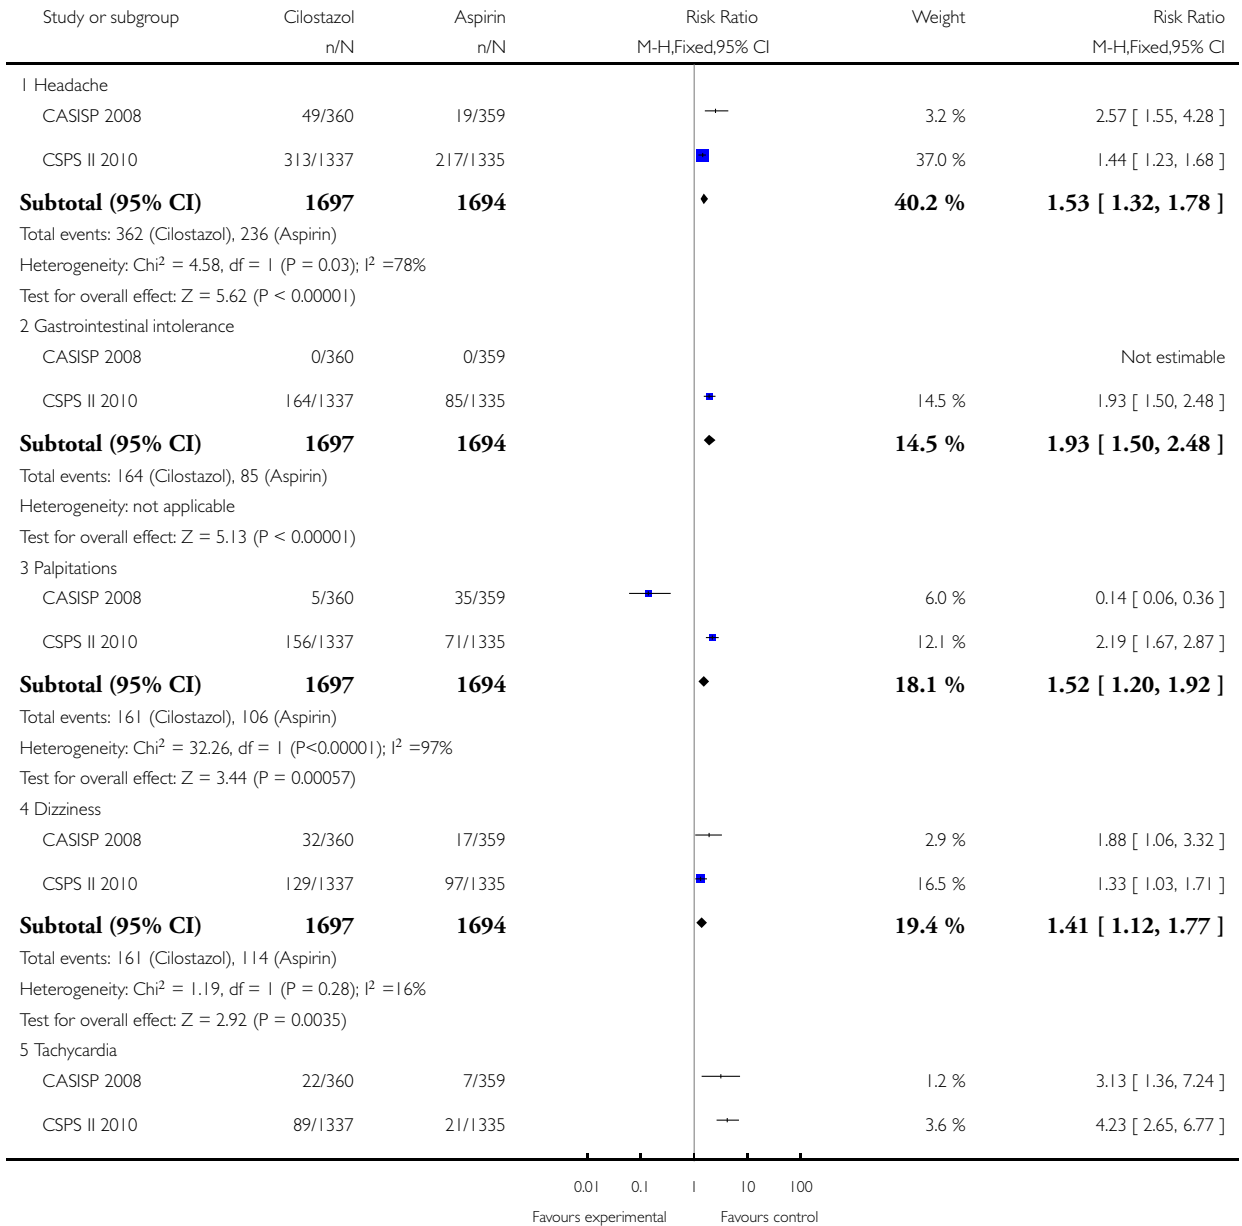 Study or subgroup Cilostazol Aspirin Risk Ratio Weight Risk Ratio
n/N n/N M-H,Fixed,95% CI M-H,Fixed,95% CI
1 Headache
CASISP 2008 49/360 19/359 3.2 % 2.57 [ 1.55, 4.28 ]
CSPS II 2010 313/1337 217/1335 37.0 % 1.44 [ 1.23, 1.68 ]
Subtotal (95% CI) 1697 1694 40.2 % 1.53 [ 1.32, 1.78 ]
Total events: 362 (Cilostazol), 236 (Aspirin)
Heterogeneity: Chi² = 4.58, df = 1 (P = 0.03); I² =78%
Test for overall effect: Z = 5.62 (P < 0.00001)
2 Gastrointestinal intolerance
CASISP 2008 0/360 0/359 Not estimable
CSPS II 2010 164/1337 85/1335 14.5 % 1.93 [ 1.50, 2.48 ]
Subtotal (95% CI) 1697 1694 14.5 % 1.93 [ 1.50, 2.48 ]
Total events: 164 (Cilostazol), 85 (Aspirin)
Heterogeneity: not applicable
Test for overall effect: Z = 5.13 (P < 0.00001)
3 Palpitations
CASISP 2008 5/360 35/359 6.0 % 0.14 [ 0.06, 0.36 ]
CSPS II 2010 156/1337 71/1335 12.1 % 2.19 [ 1.67, 2.87 ]
Subtotal (95% CI) 1697 1694 18.1 % 1.52 [ 1.20, 1.92 ]
Total events: 161 (Cilostazol), 106 (Aspirin)
Heterogeneity: Chi² = 32.26, df = 1 (P<0.00001); I² =97%
Test for overall effect: Z = 3.44 (P = 0.00057)
4 Dizziness
CASISP 2008 32/360 17/359 2.9 % 1.88 [ 1.06, 3.32 ]
CSPS II 2010 129/1337 97/1335 16.5 % 1.33 [ 1.03, 1.71 ]
Subtotal (95% CI) 1697 1694 19.4 % 1.41 [ 1.12, 1.77 ]
Total events: 161 (Cilostazol), 114 (Aspirin)
Heterogeneity: Chi² = 1.19, df = 1 (P = 0.28); I² =16%
Test for overall effect: Z = 2.92 (P = 0.0035)
5 Tachycardia
CASISP 2008 22/360 7/359 1.2 % 3.13 [ 1.36, 7.24 ]
CSPS II 2010 89/1337 21/1335 3.6 % 4.23 [ 2.65, 6.77 ]
0.01 0.1 1 10 100
Favours experimental Favours control